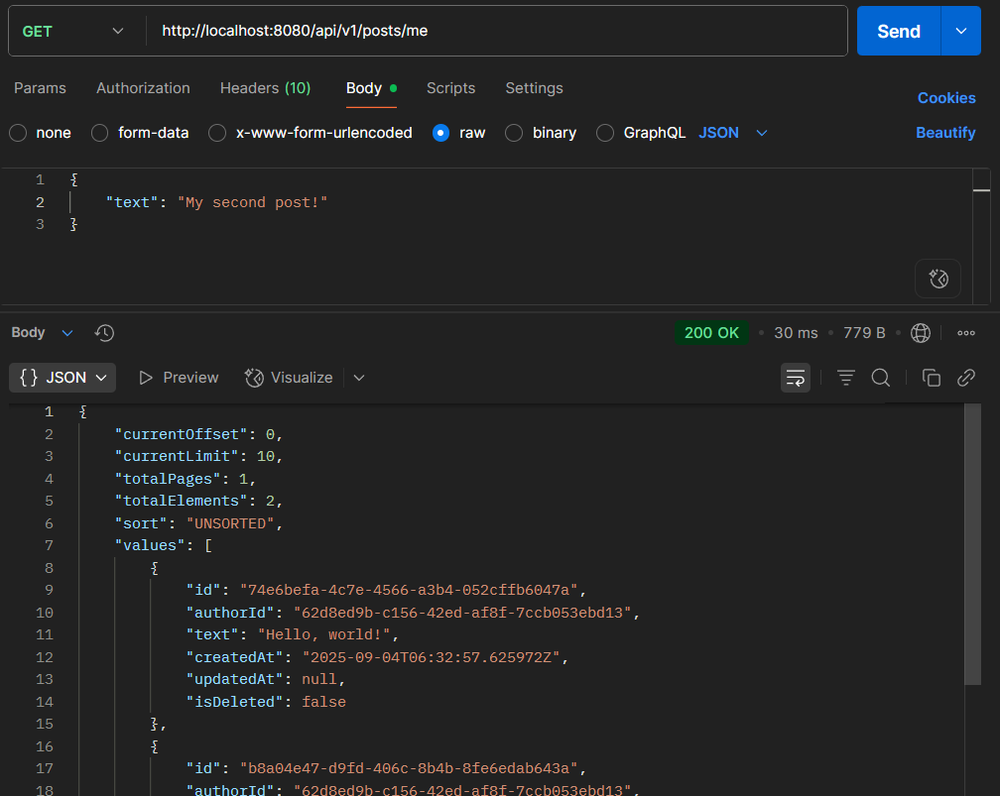 GET http://localhost:8080/api/v1/posts/me Send
Params Authorization Headers (10) Body Scripts Settings Cookies
none form-data x-www-form-urlencoded raw binary GraphQL JSON Beautify
1 {
2 "text": "My second post!"
3 }
Body 200 OK 30 ms 779 B
{} JSON Preview Visualize
1 {
2 "currentOffset": 0,
3 "currentLimit": 10,
4 "totalPages": 1,
5 "totalElements": 2,
6 "sort": "UNSORTED",
7 "values": [
8 {
9 "id": "74e6befa-4c7e-4566-a3b4-052cffb6047a",
10 "authorId": "62d8ed9b-c156-42ed-af8f-7ccb053ebd13",
11 "text": "Hello, world!",
12 "createdAt": "2025-09-04T06:32:57.625972Z",
13 "updatedAt": null,
14 "isDeleted": false
15 },
16 {
17 "id": "b8a04e47-d9fd-406c-8b4b-8fe6edab643a",
18 "authorId": "62d8ed9b-c156-42ed-af8f-7ccb053ebd13",